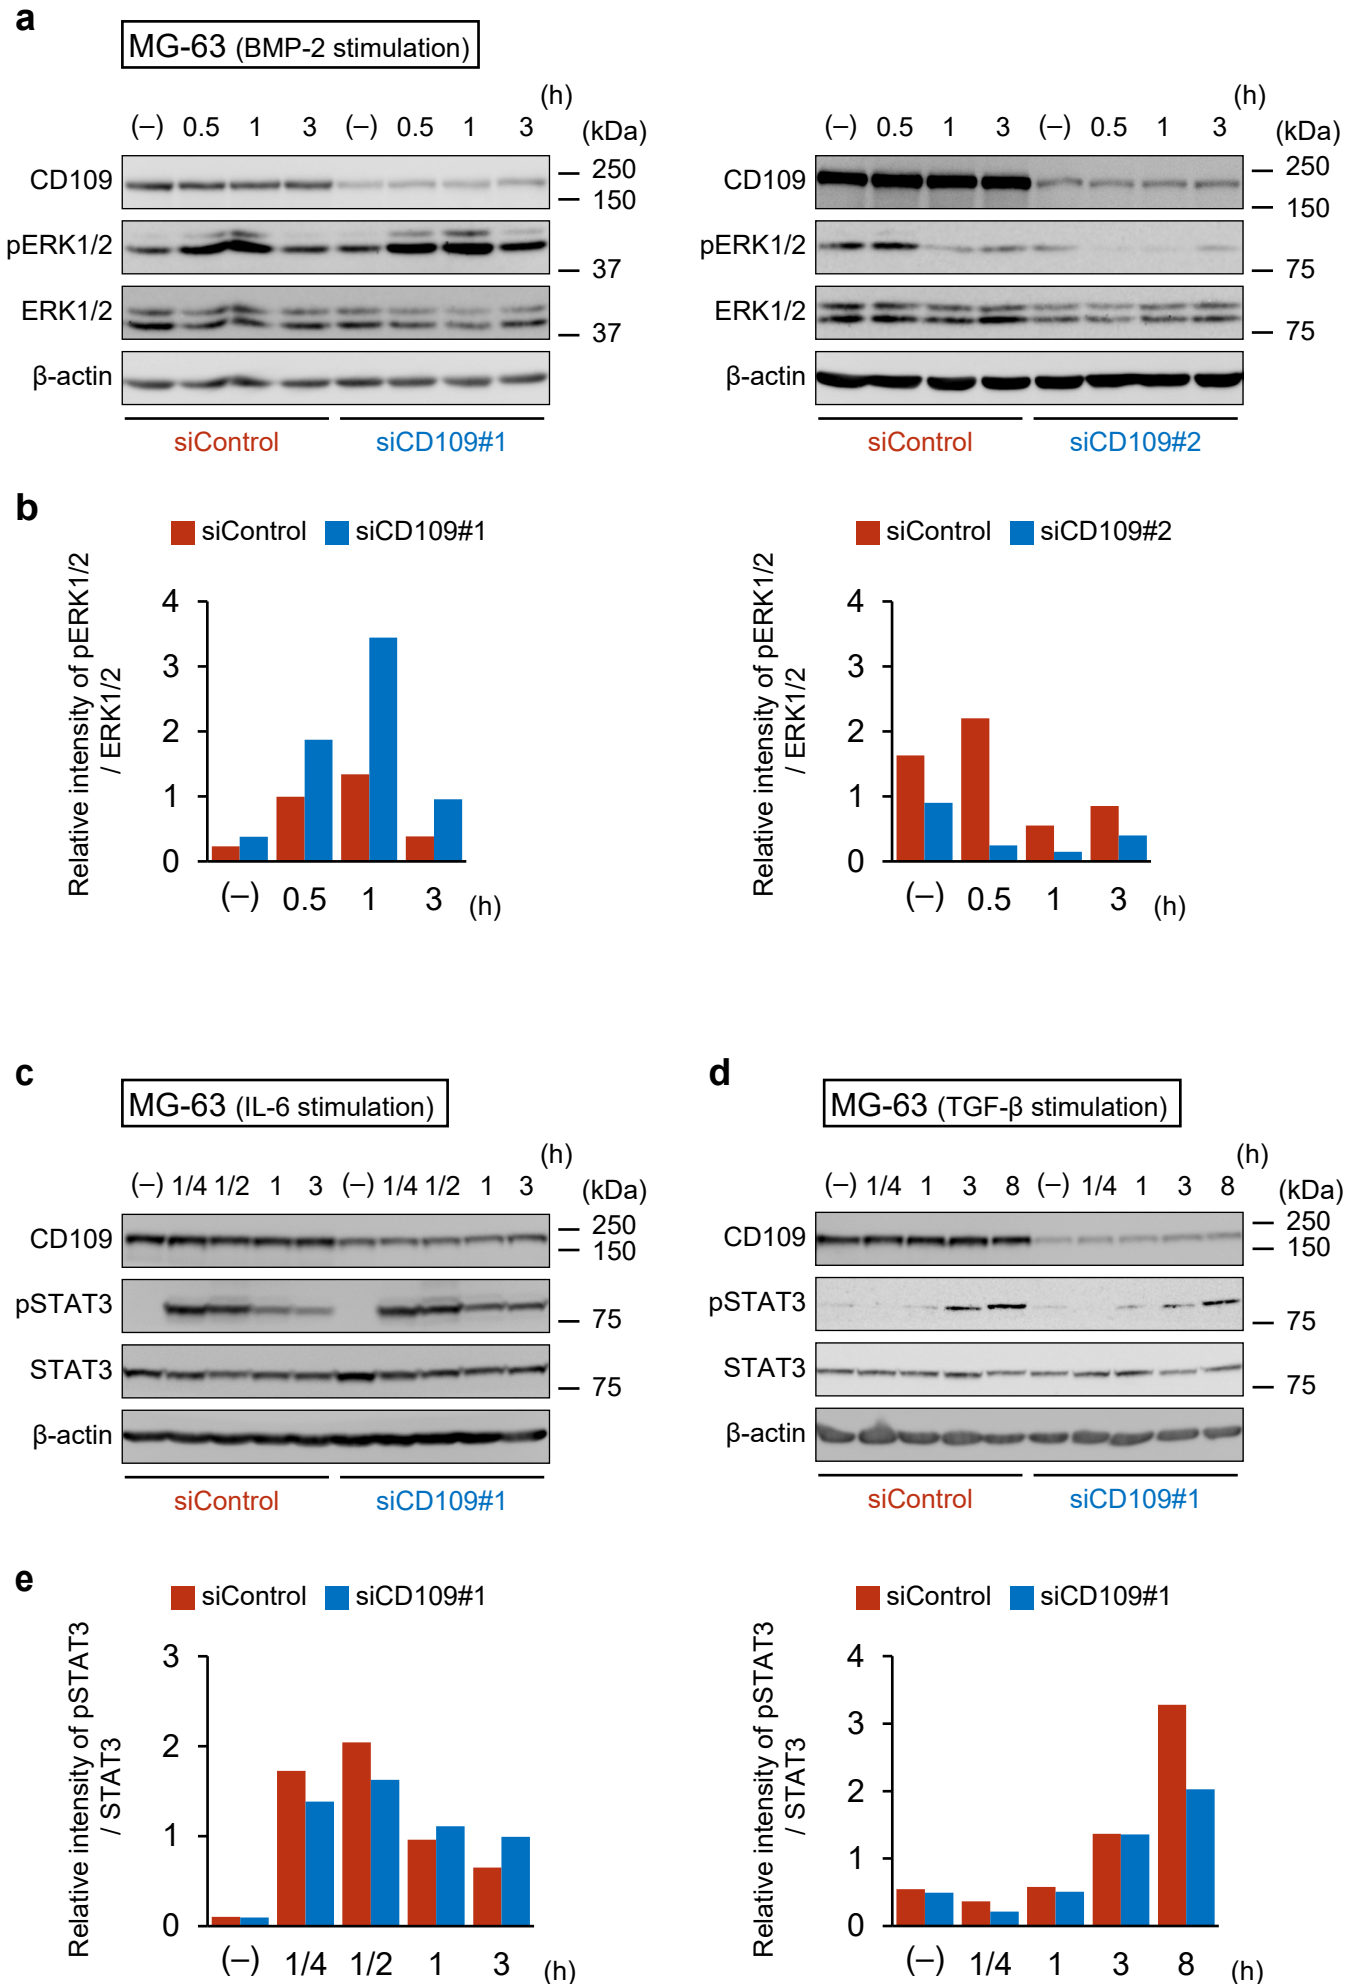 a
MG-63 (BMP-2 stimulation)
(h)
(–) 0.5 1 3 (–) 0.5 1 3 (kDa)
CD109
250
150
pERK1/2
37
ERK1/2
37
β-actin
siControl siCD109#1
(h)
(–) 0.5 1 3 (–) 0.5 1 3 (kDa)
CD109
250
150
pERK1/2
75
ERK1/2
75
β-actin
siControl siCD109#2
b
siControl siCD109#1
Relative intensity of pERK1/2
/ ERK1/2
4
3
2
1
0
(–) 0.5 1 3 (h)
siControl siCD109#2
Relative intensity of pERK1/2
/ ERK1/2
4
3
2
1
0
(–) 0.5 1 3 (h)
c
MG-63 (IL-6 stimulation)
(h)
(–) 1/4 1/2 1 3 (–) 1/4 1/2 1 3 (kDa)
CD109
250
150
pSTAT3
75
STAT3
75
β-actin
siControl siCD109#1
d
MG-63 (TGF-β stimulation)
(h)
(–) 1/4 1 3 8 (–) 1/4 1 3 8 (kDa)
CD109
250
150
pSTAT3
75
STAT3
75
β-actin
siControl siCD109#1
e
siControl siCD109#1
Relative intensity of pSTAT3
/ STAT3
3
2
1
0
(–) 1/4 1/2 1 3 (h)
siControl siCD109#1
Relative intensity of pSTAT3
/ STAT3
4
3
2
1
0
(–) 1/4 1 3 8 (h)